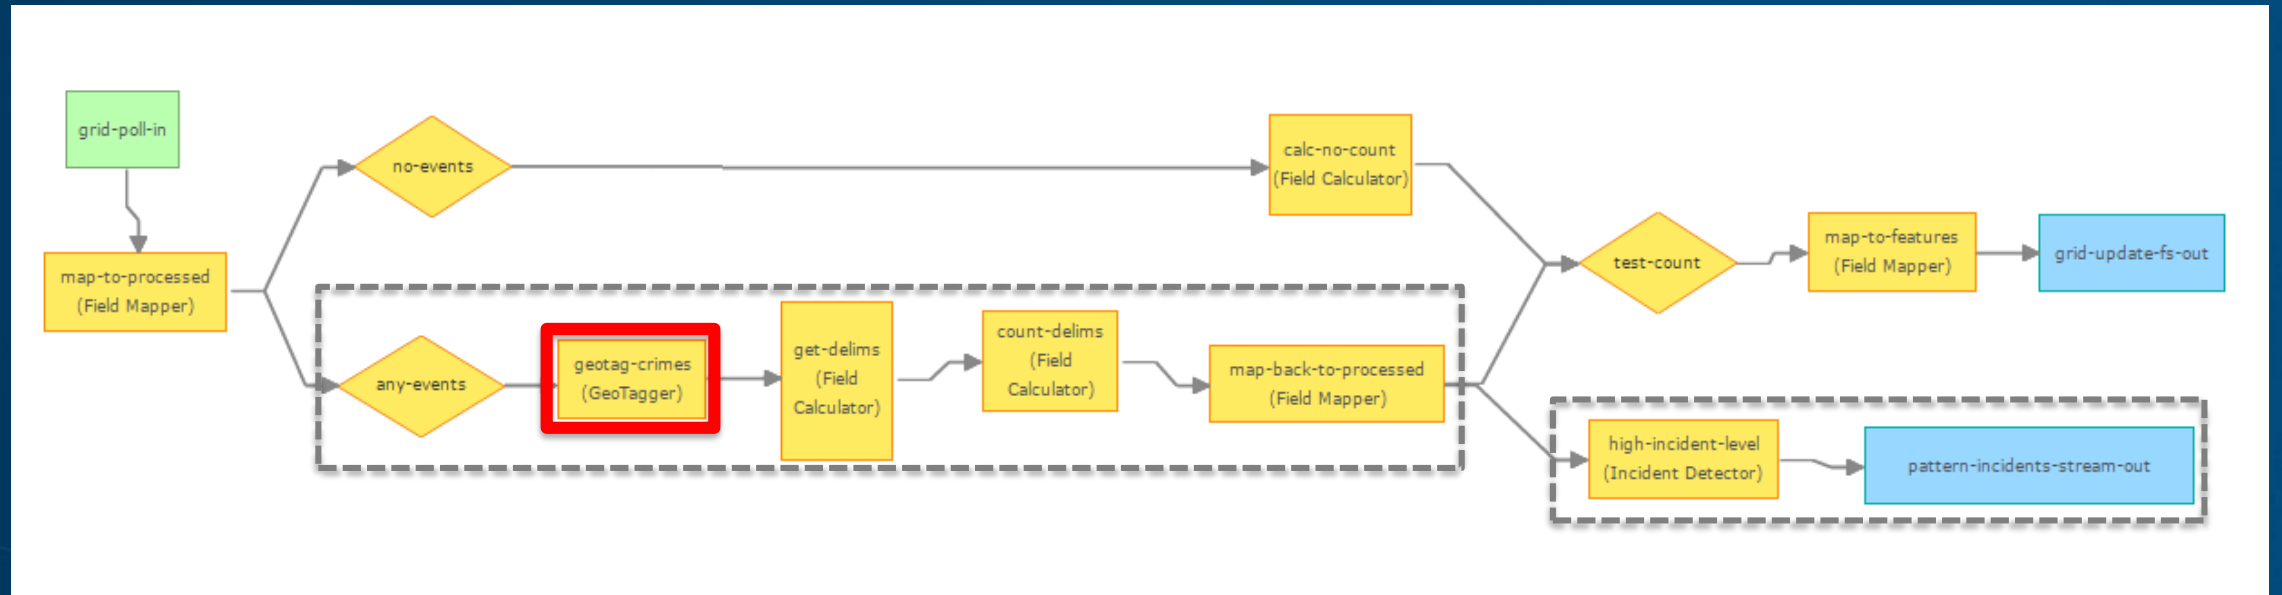 grid-poll-in
map-to-processed
(Field Mapper)
no-events
any-events
geotag-crimes
(GeoTagger)
get-delims
(Field
Calculator)
count-delims
(Field
Calculator)
map-back-to-processed
(Field Mapper)
calc-no-count
(Field Calculator)
test-count
map-to-features
(Field Mapper)
grid-update-fs-out
high-incident-level
(Incident Detector)
pattern-incidents-stream-out